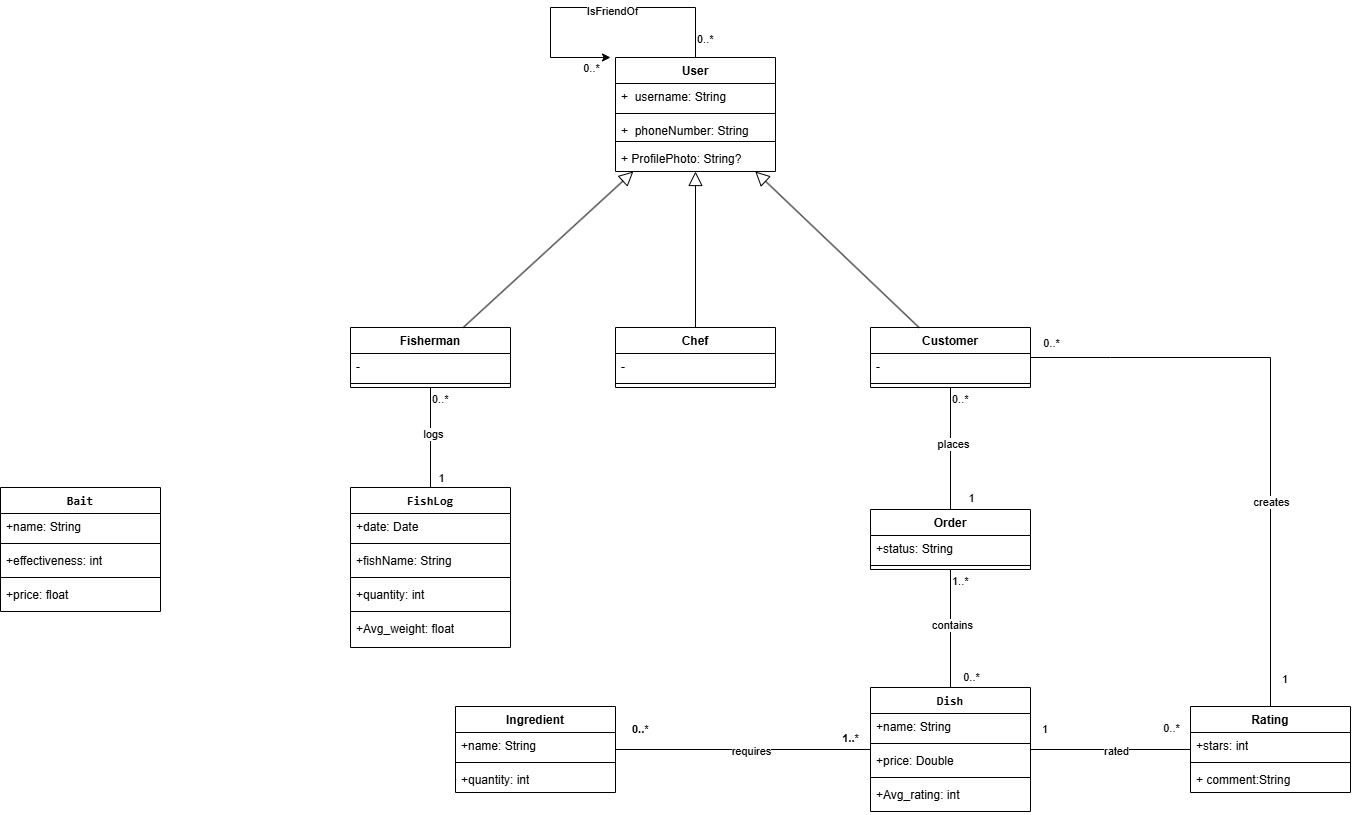 IsFriendOf
0..*
0..*
User
+ username: String
+ phoneNumber: String
+ ProfilePhoto: String?
Fisherman
-
Chef
-
Customer
-
0..*
0..*
logs
1
0..*
places
1
creates
1
Bait
+name: String
+effectiveness: int
+price: float
FishLog
+date: Date
+fishName: String
+quantity: int
+Avg_weight: float
Order
+status: String
1..*
contains
0..*
Ingredient
+name: String
+quantity: int
0..*
requires
1..*
Dish
+name: String
+price: Double
+Avg_rating: int
1
rated
0..*
Rating
+stars: int
+ comment:String